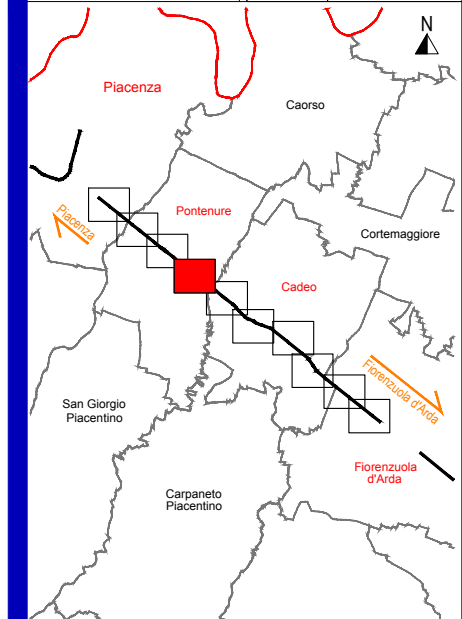 N
Piacenza
Caorso
Pontenure
Piacenza
Cortemaggiore
Cadeo
Fiorenzuola d'Arda
San Giorgio
Piacentino
Fiorenzuola
d'Arda
Carpaneto
Piacentino